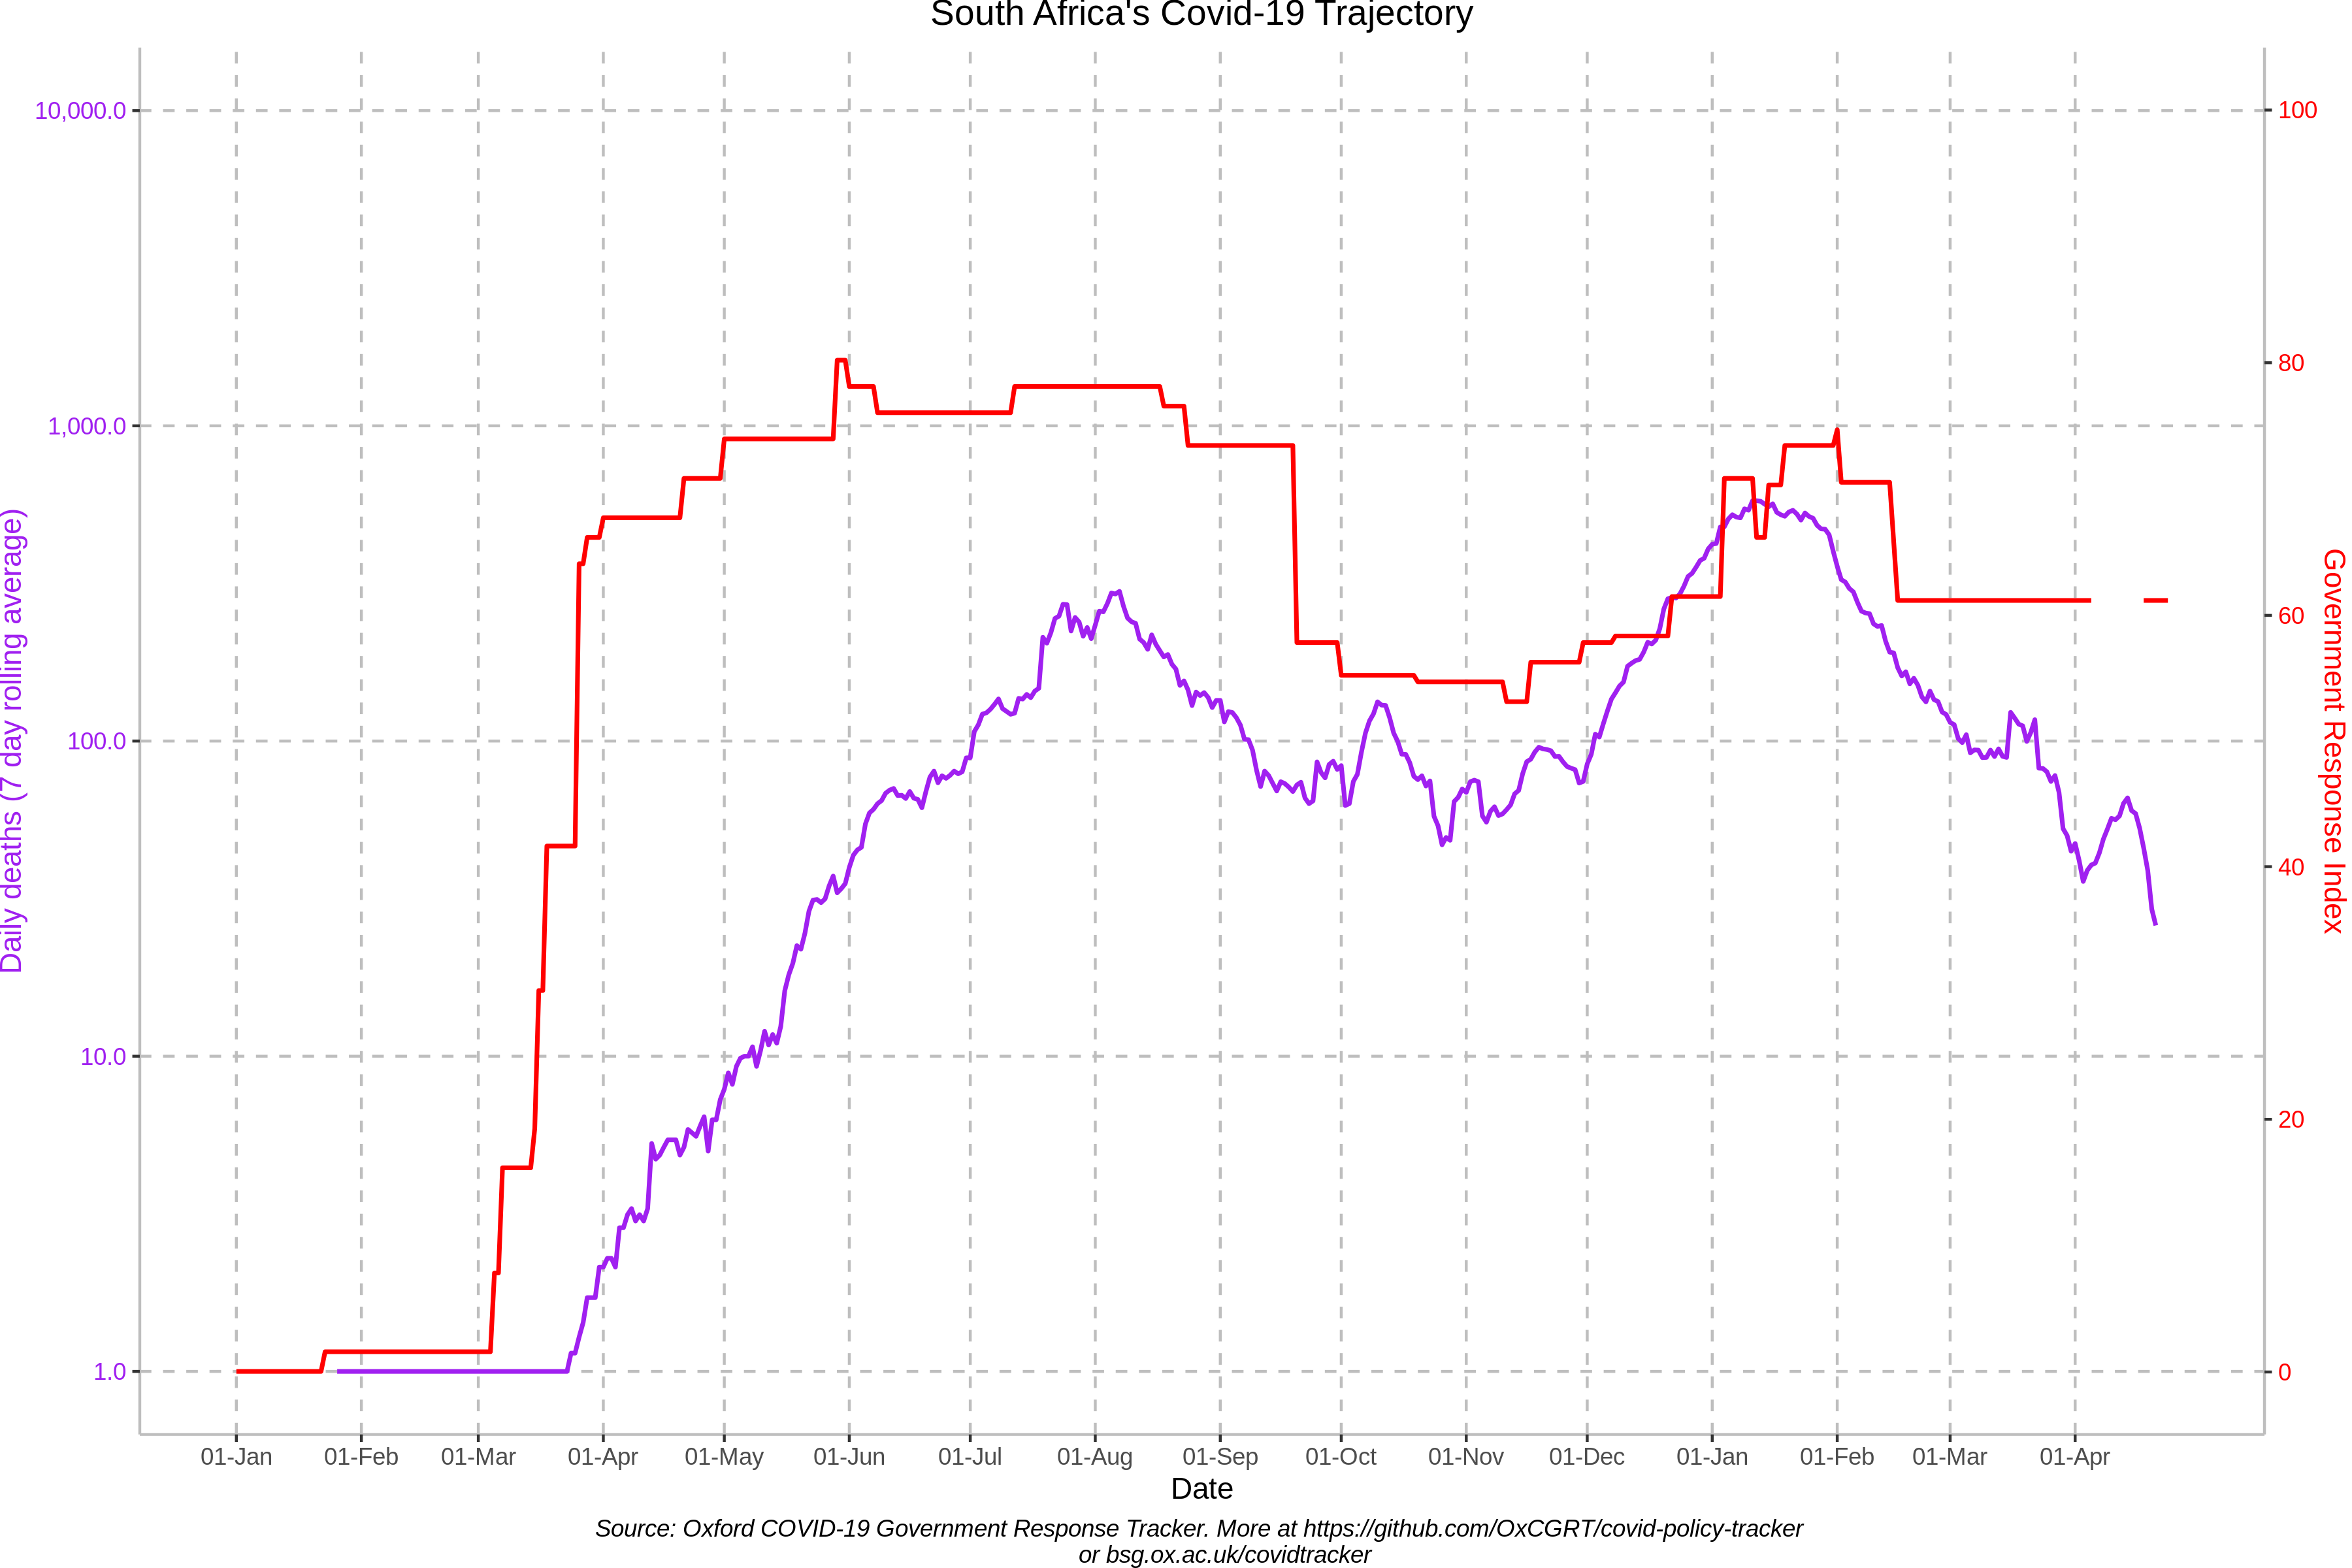 South Africa's Covid-19 Trajectory
10,000.0
1,000.0
100.0
10.0
1.0
Daily deaths (7 day rolling average)
100
80
60
40
20
0
Government Response Index
01-Jan 01-Feb 01-Mar 01-Apr 01-May 01-Jun 01-Jul 01-Aug 01-Sep 01-Oct 01-Nov 01-Dec 01-Jan 01-Feb 01-Mar 01-Apr
Date
Source: Oxford COVID-19 Government Response Tracker. More at https://github.com/OxCGRT/covid-policy-tracker
or bsg.ox.ac.uk/covidtracker